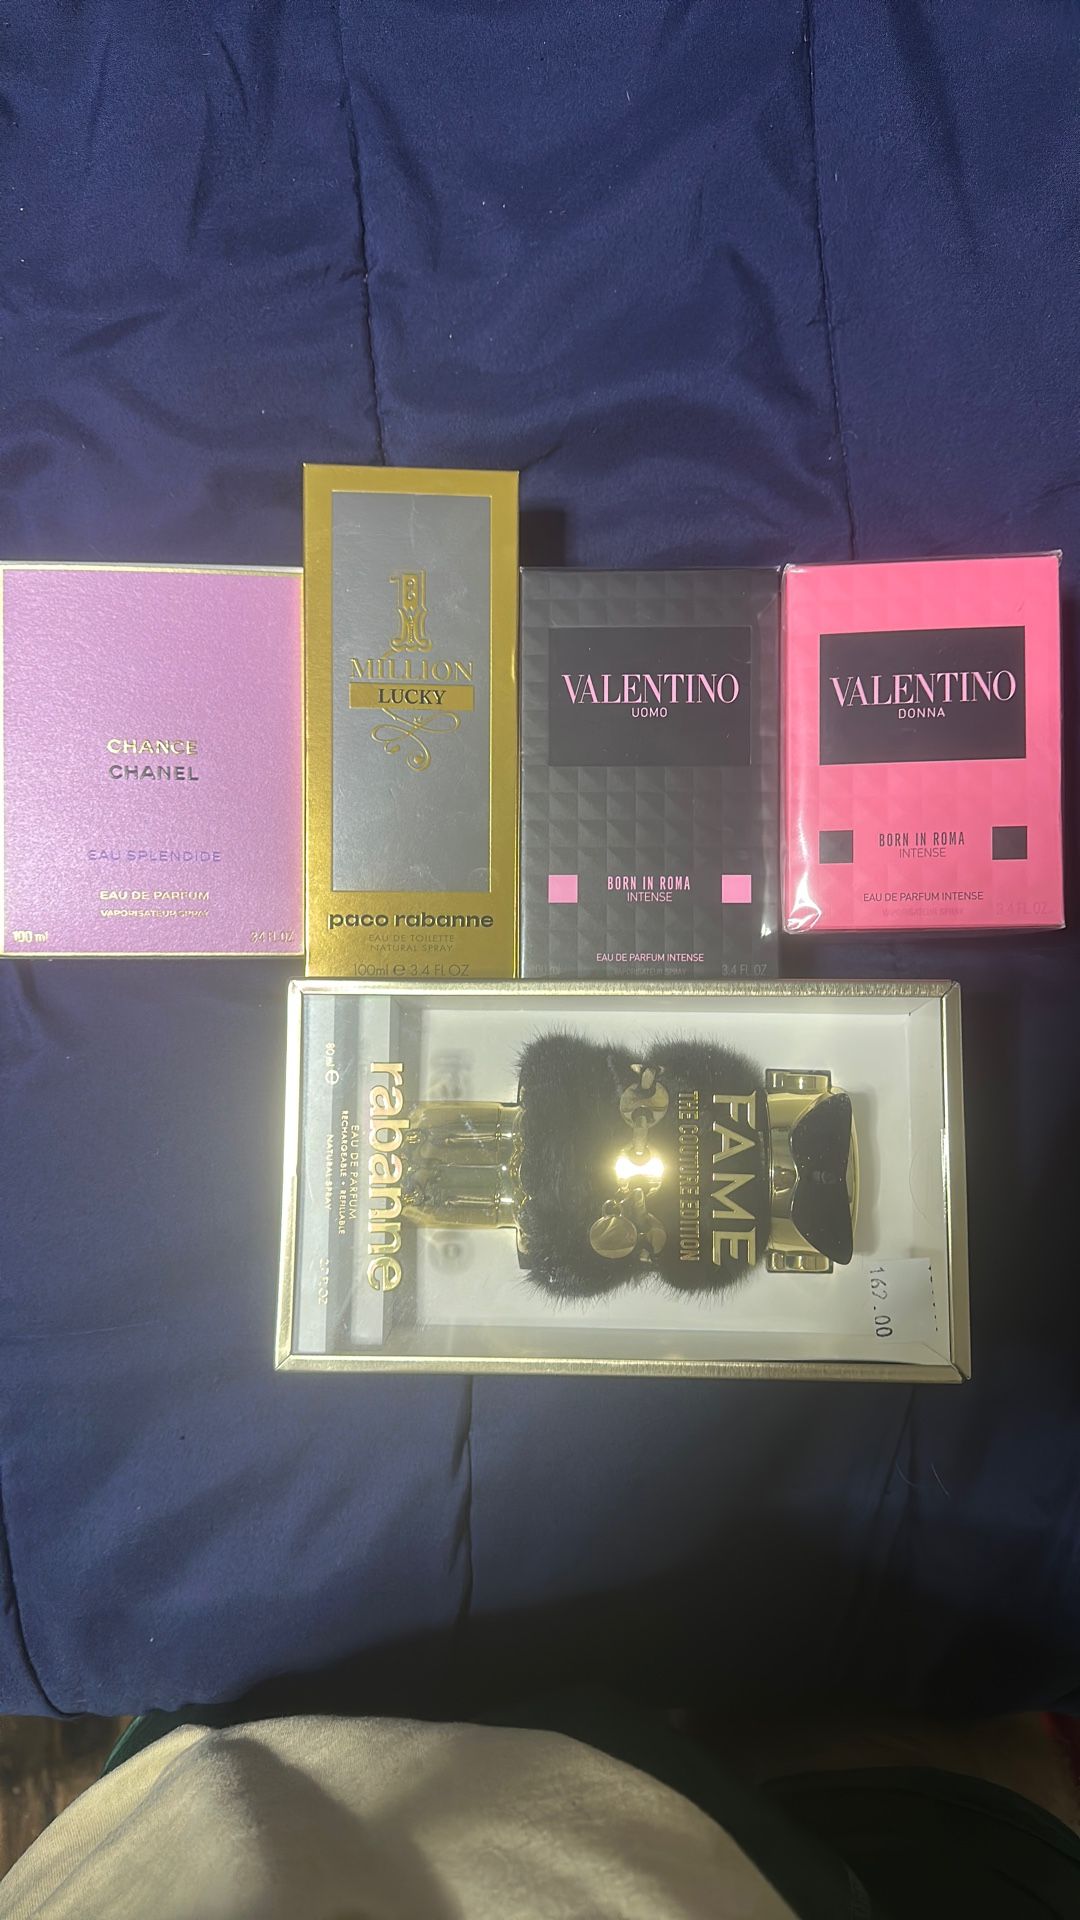 CHANCE
CHANEL
EAU SPLENDIDE
EAU DE PARFUM
VAPORISATEUR SPRAY
100 ml
3.4 FL OZ
1
MILLION
LUCKY
paco rabanne
EAU DE TOILETTE
NATURAL SPRAY
100ml e 3.4 FL OZ
VALENTINO
UOMO
BORN IN ROMA
INTENSE
EAU DE PARFUM INTENSE
VAPORISATEUR SPRAY
3.4 FL OZ
VALENTINO
DONNA
BORN IN ROMA
INTENSE
EAU DE PARFUM INTENSE
VAPORISATEUR SPRAY
3.4 FL OZ
FAME
THE COUTURE EDITION
rabanne
EAU DE PARFUM
RECHARGEABLE • REFILLABLE
NATURAL SPRAY
80ml e
2.7 FL OZ
162.00